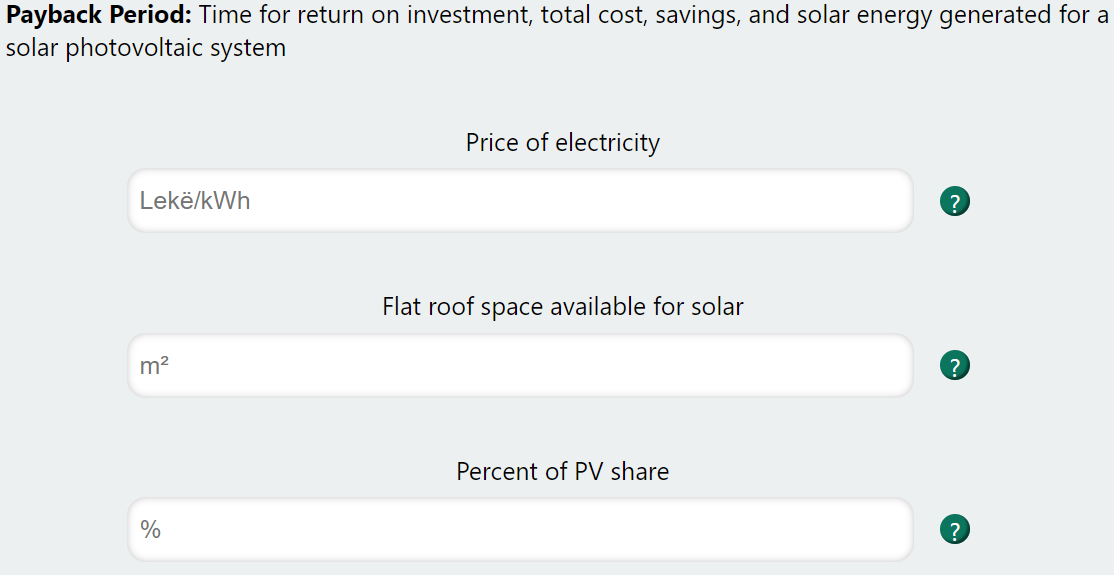 Payback Period: Time for return on investment, total cost, savings, and solar energy generated for a
solar photovoltaic system
Price of electricity
Lekë/kWh
?
Flat roof space available for solar
m²
?
Percent of PV share
%
?